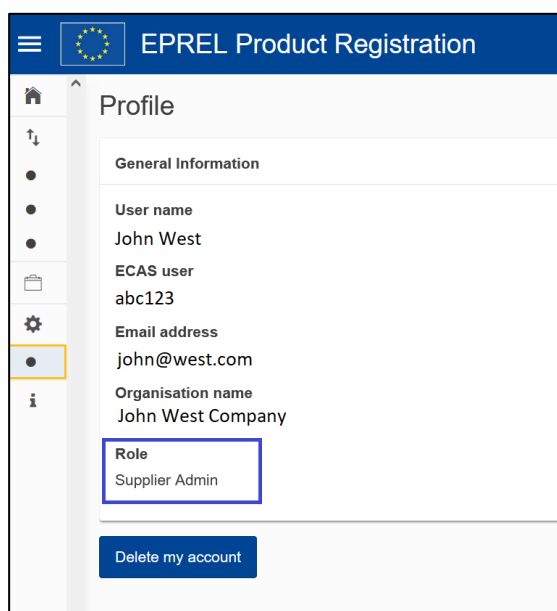 EPREL Product Registration
Profile
General Information
User name
John West
ECAS user
abc123
Email address
john@west.com
Organisation name
John West Company
Role
Supplier Admin
Delete my account